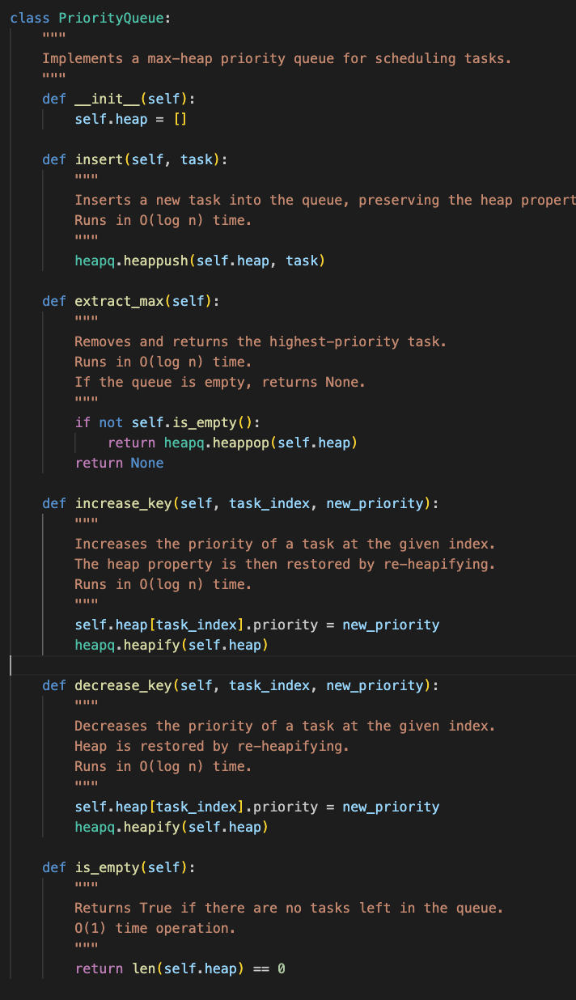 class PriorityQueue:
    """
    Implements a max-heap priority queue for scheduling tasks.
    """
    def __init__(self):
        self.heap = []

    def insert(self, task):
        """
        Inserts a new task into the queue, preserving the heap propert
        Runs in O(log n) time.
        """
        heapq.heappush(self.heap, task)

    def extract_max(self):
        """
        Removes and returns the highest-priority task.
        Runs in O(log n) time.
        If the queue is empty, returns None.
        """
        if not self.is_empty():
            return heapq.heappop(self.heap)
        return None

    def increase_key(self, task_index, new_priority):
        """
        Increases the priority of a task at the given index.
        The heap property is then restored by re-heapifying.
        Runs in O(log n) time.
        """
        self.heap[task_index].priority = new_priority
        heapq.heapify(self.heap)

    def decrease_key(self, task_index, new_priority):
        """
        Decreases the priority of a task at the given index.
        Heap is restored by re-heapifying.
        Runs in O(log n) time.
        """
        self.heap[task_index].priority = new_priority
        heapq.heapify(self.heap)

    def is_empty(self):
        """
        Returns True if there are no tasks left in the queue.
        O(1) time operation.
        """
        return len(self.heap) == 0